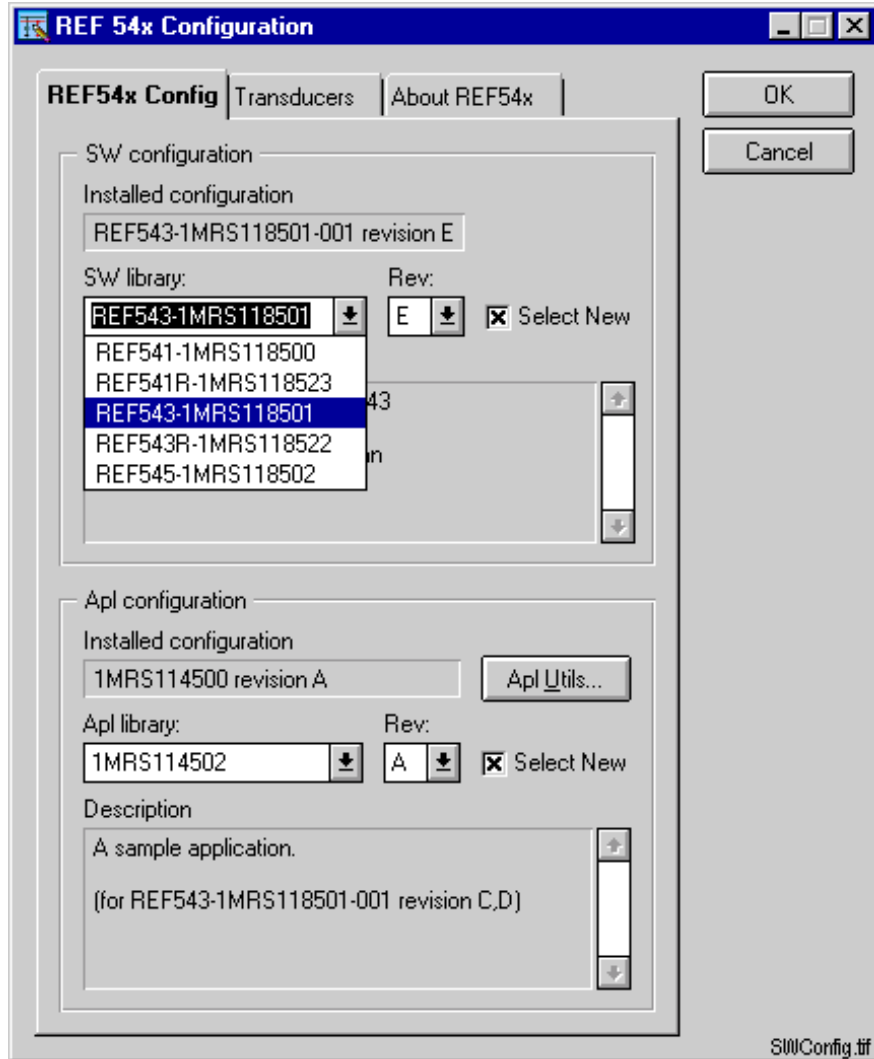 REF 54x Configuration
REF54x Config Transducers About REF54x
OK
Cancel
SW configuration
Installed configuration
REF543-1MRS118501-001 revision E
SW library: Rev:
REF543-1MRS118501 E Select New
REF541-1MRS118500
REF541R-1MRS118523
REF543-1MRS118501 43
REF543R-1MRS118522
REF545-1MRS118502
Apl configuration
Installed configuration
1MRS114500 revision A Apl Utils...
Apl library: Rev:
1MRS114502 A Select New
Description
A sample application.
(for REF543-1MRS118501-001 revision C,D)
SWConfig.tif